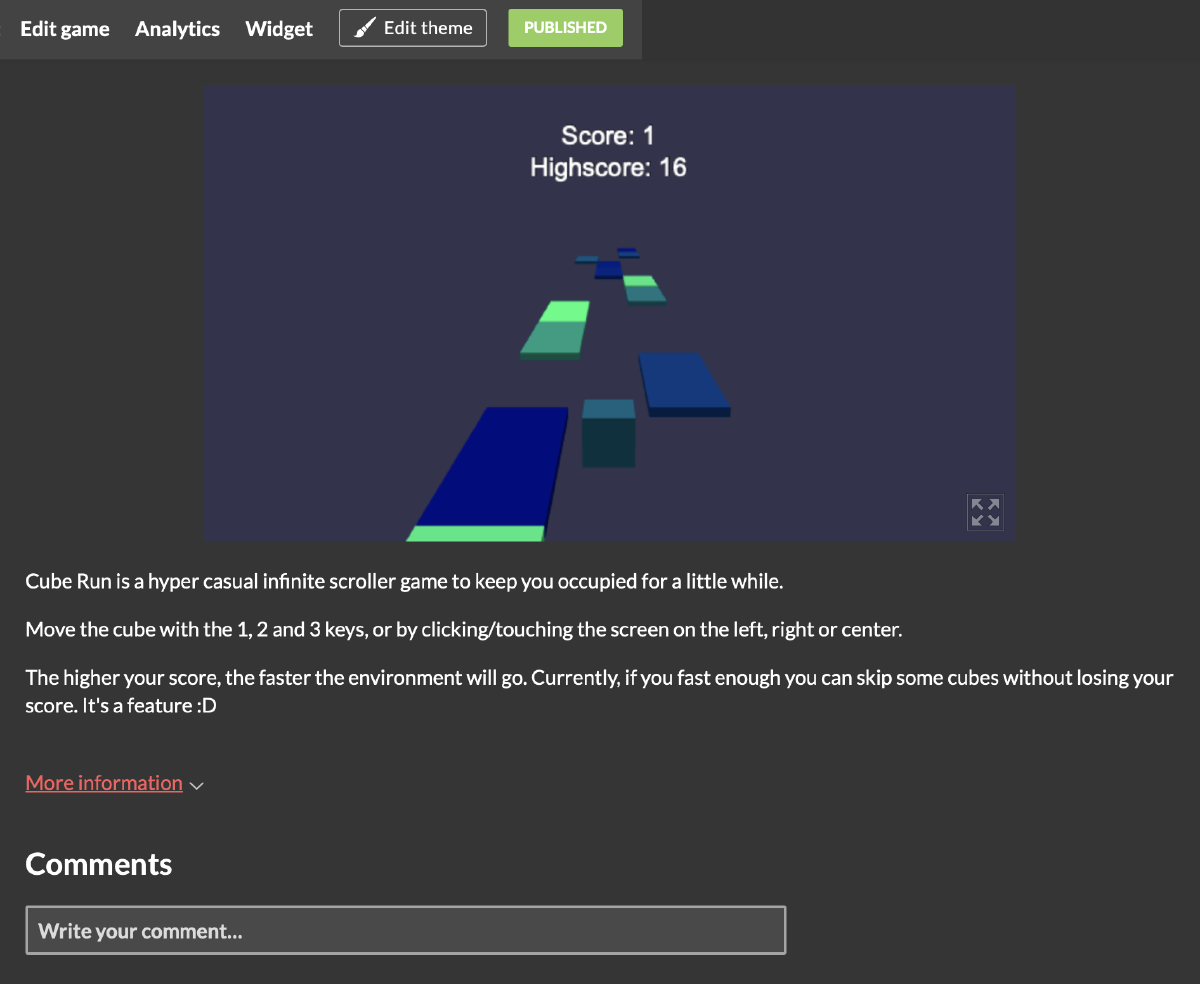 Edit game Analytics Widget Edit theme PUBLISHED
Score: 1
Highscore: 16
Cube Run is a hyper casual infinite scroller game to keep you occupied for a little while.
Move the cube with the 1, 2 and 3 keys, or by clicking/touching the screen on the left, right or center.
The higher your score, the faster the environment will go. Currently, if you fast enough you can skip some cubes without losing your
score. It's a feature :D
More information
Comments
Write your comment...